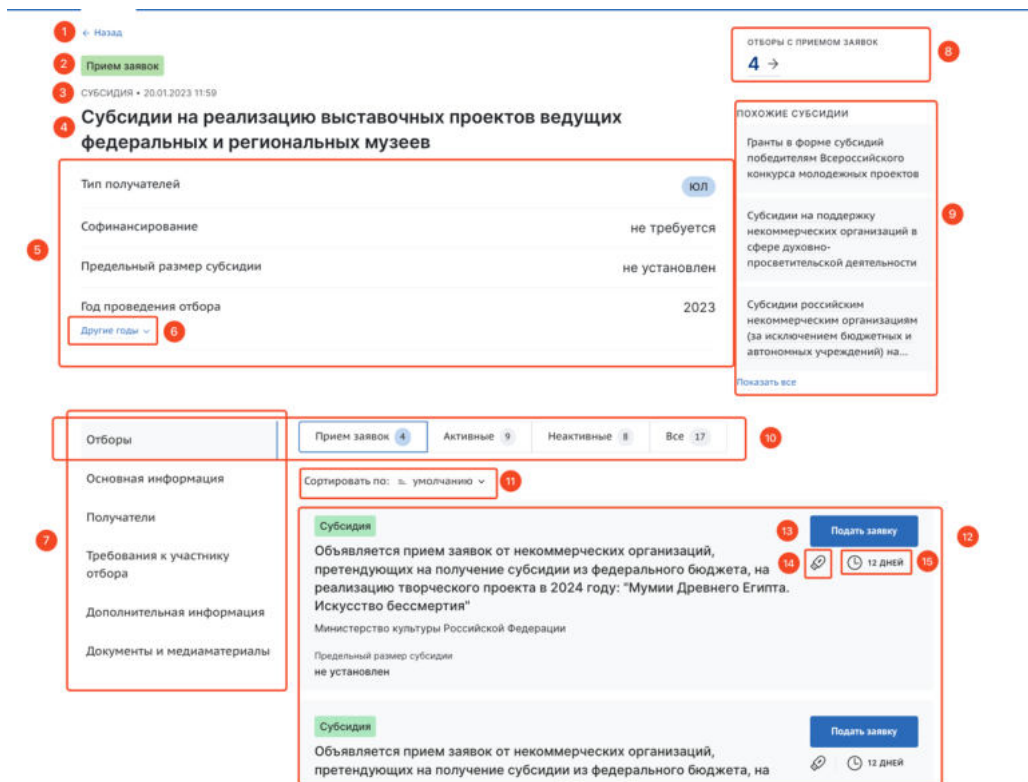 1 ← Назад
2 Прием заявок
3 СУБСИДИЯ • 20.01.2023 11:59
4 Субсидии на реализацию выставочных проектов ведущих
федеральных и региональных музеев
5
Тип получателей ЮЛ
Софинансирование не требуется
Предельный размер субсидии не установлен
Год проведения отбора 2023
Другие годы 6
ОТБОРЫ С ПРИЕМОМ ЗАЯВОК
4 → 8
ПОХОЖИЕ СУБСИДИИ
Гранты в форме субсидий
победителям Всероссийского
конкурса молодежных проектов
9
Субсидии на поддержку
некоммерческих организаций в
сфере духовно-
просветительской деятельности
Субсидии российским
некоммерческим организациям
(за исключением бюджетных и
автономных учреждений) на...
Показать все
7
Отборы
Основная информация
Получатели
Требования к участнику
отбора
Дополнительная информация
Документы и медиаматериалы
Прием заявок 4 Активные 9 Неактивные 8 Все 17 10
Сортировать по: умолчанию 11
12
Субсидия 13 Подать заявку
14 12 ДНЕЙ 15
Объявляется прием заявок от некоммерческих организаций,
претендующих на получение субсидии из федерального бюджета, на
реализацию творческого проекта в 2024 году: "Мумии Древнего Египта.
Искусство бессмертия"
Министерство культуры Российской Федерации
Предельный размер субсидии
не установлен
Субсидия Подать заявку
12 ДНЕЙ
Объявляется прием заявок от некоммерческих организаций,
претендующих на получение субсидии из федерального бюджета, на